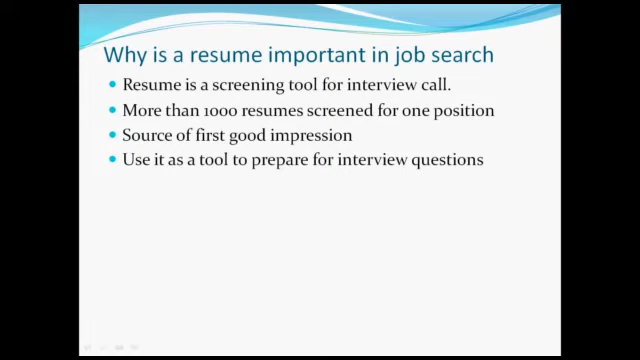 Why is a resume important in job search
Resume is a screening tool for interview call.
More than 1000 resumes screened for one position
Source of first good impression
Use it as a tool to prepare for interview questions